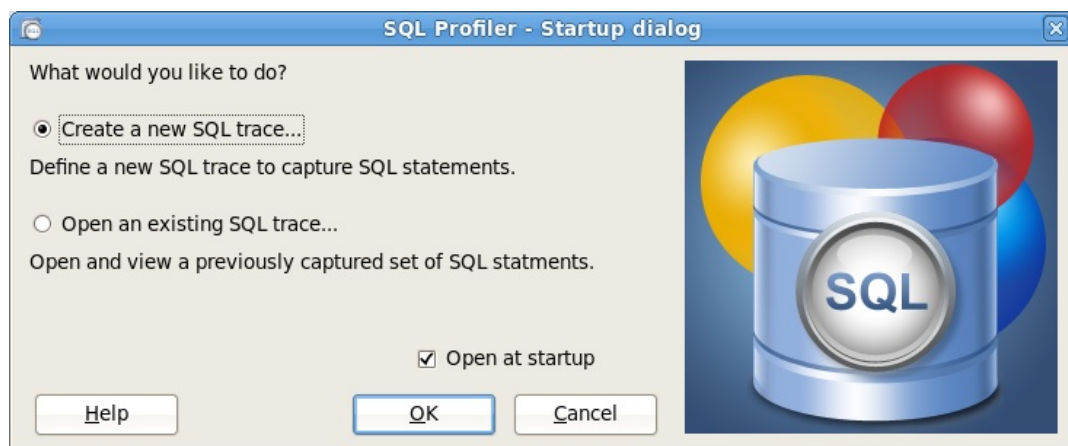 SQL Profiler - Startup dialog
What would you like to do?
Create a new SQL trace...
Define a new SQL trace to capture SQL statements.
Open an existing SQL trace...
Open and view a previously captured set of SQL statments.
SQL
Open at startup
Help
OK
Cancel